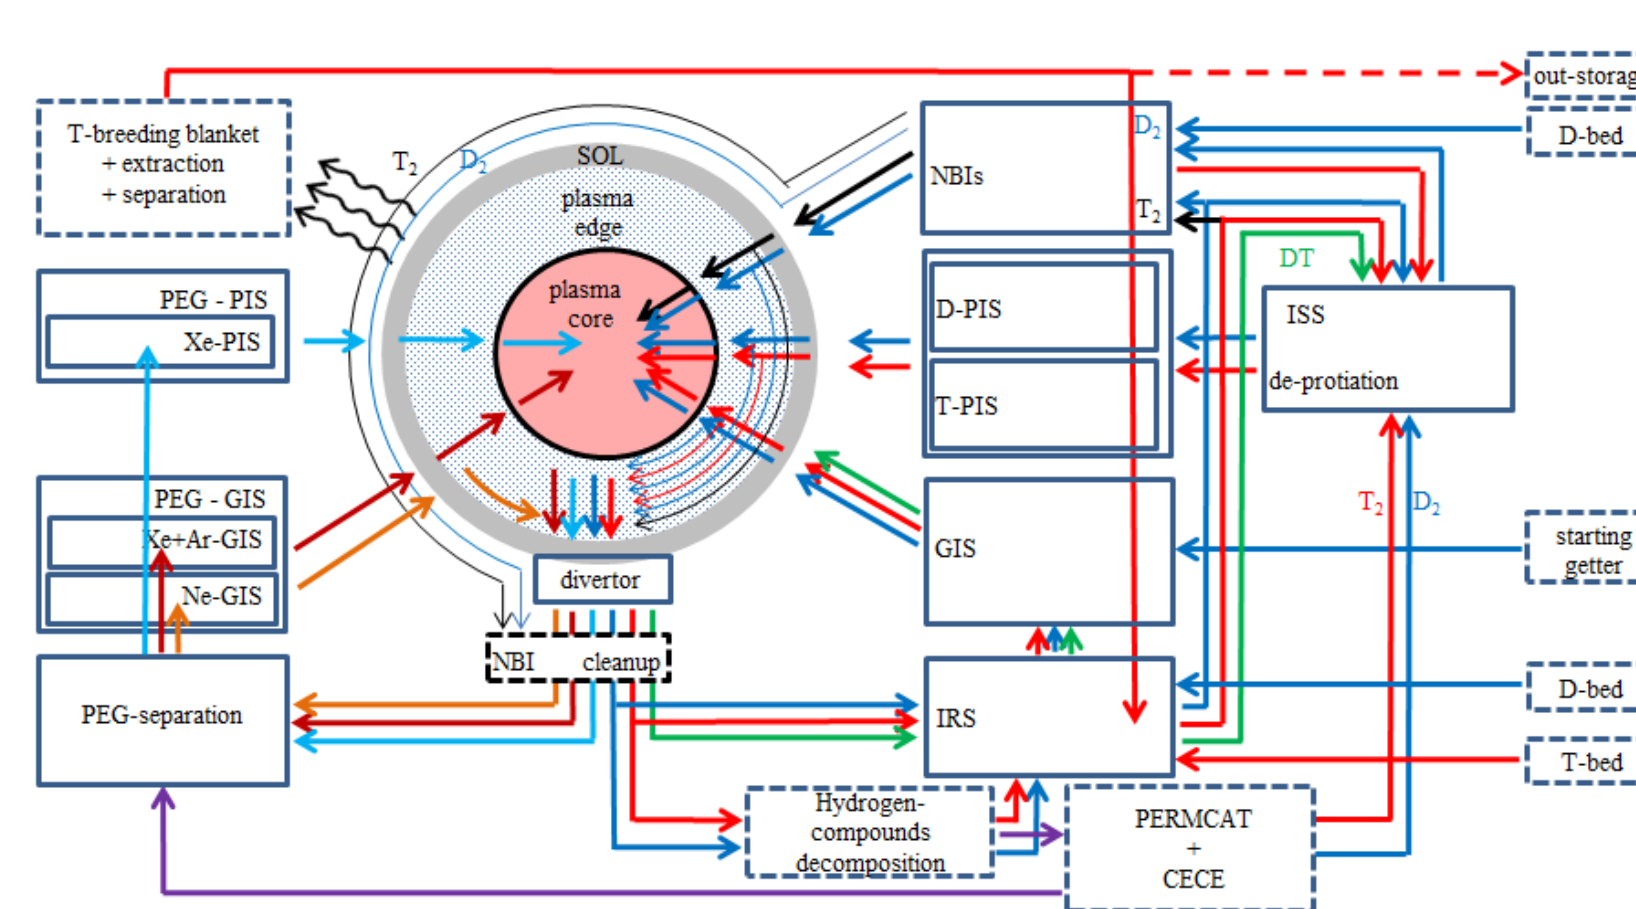 out-storag
T-breeding blanket
+ extraction
+ separation
T2
D2
SOL
plasma
edge
plasma
core
NBIs
D2
T2
D-bed
DT
PEG - PIS
Xe-PIS
D-PIS
T-PIS
ISS
de-protiation
PEG - GIS
Xe+Ar-GIS
Ne-GIS
GIS
T2
D2
starting
getter
divertor
NBI cleanup
PEG-separation
IRS
D-bed
T-bed
Hydrogen-
compounds
decomposition
PERMCAT
+
CECE